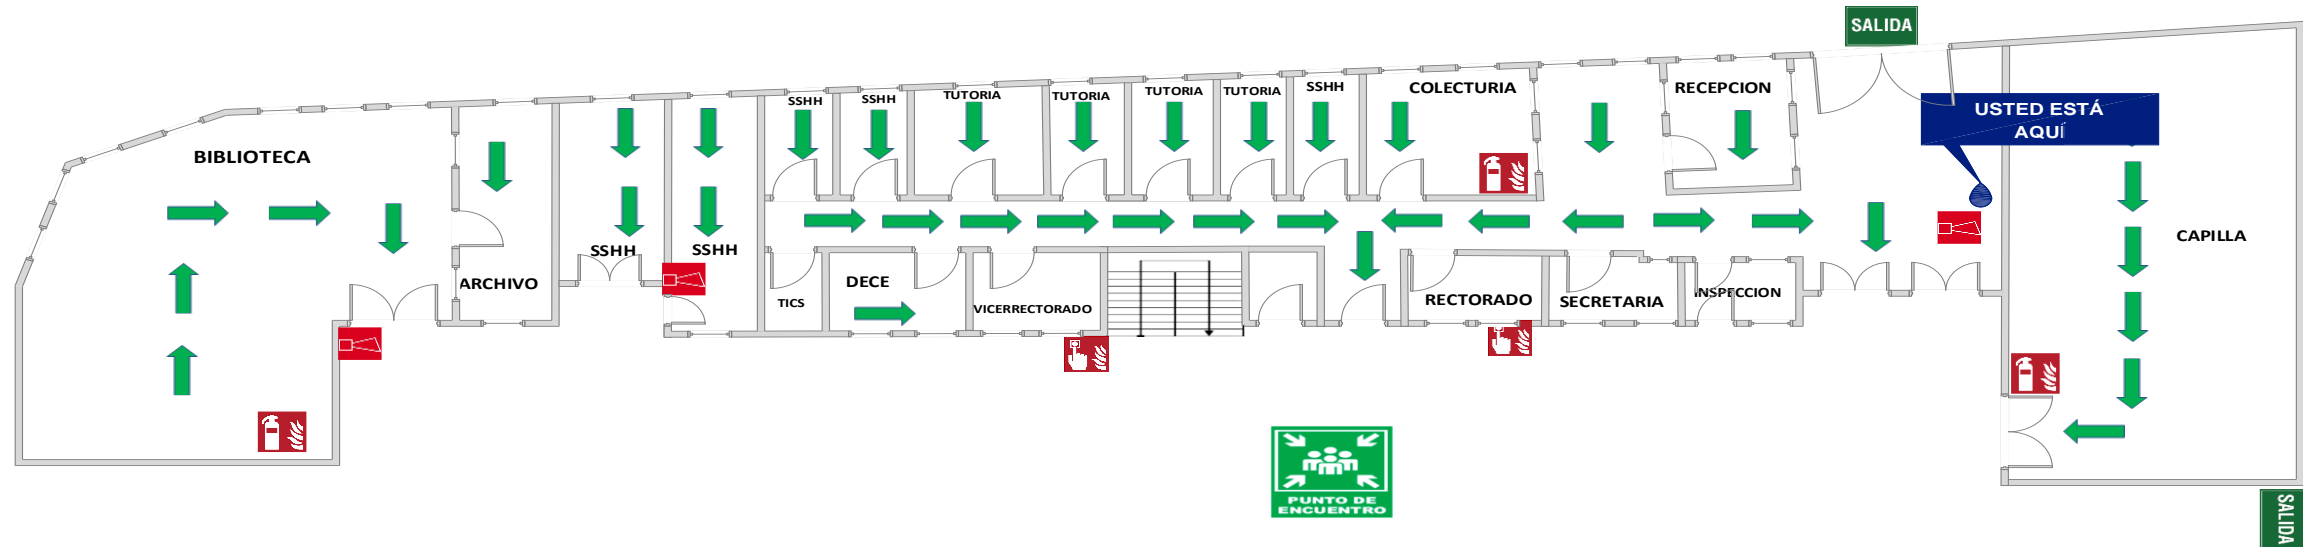 SALIDA
USTED ESTÁ
AQUÍ
BIBLIOTECA
ARCHIVO
SSHH
SSHH
SSHH
SSHH
TUTORIA
TUTORIA
TUTORIA
TUTORIA
SSHH
COLECTURIA
RECEPCION
CAPILLA
TICS
DECE
VICERRECTORADO
RECTORADO
SECRETARIA
INSPECCION
PUNTO DE
ENCUENTRO
SALIDA